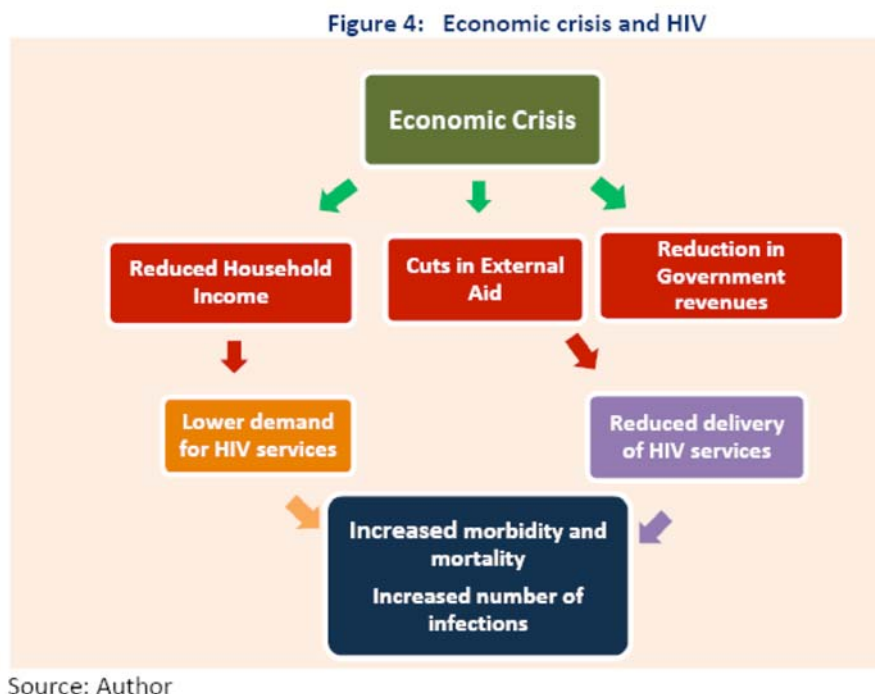 Figure 4: Economic crisis and HIV
Economic Crisis
Reduced Household
Income
Cuts in External
Aid
Reduction in
Government
revenues
Lower demand
for HIV services
Reduced delivery
of HIV services
Increased morbidity and
mortality
Increased number of
infections
Source: Author